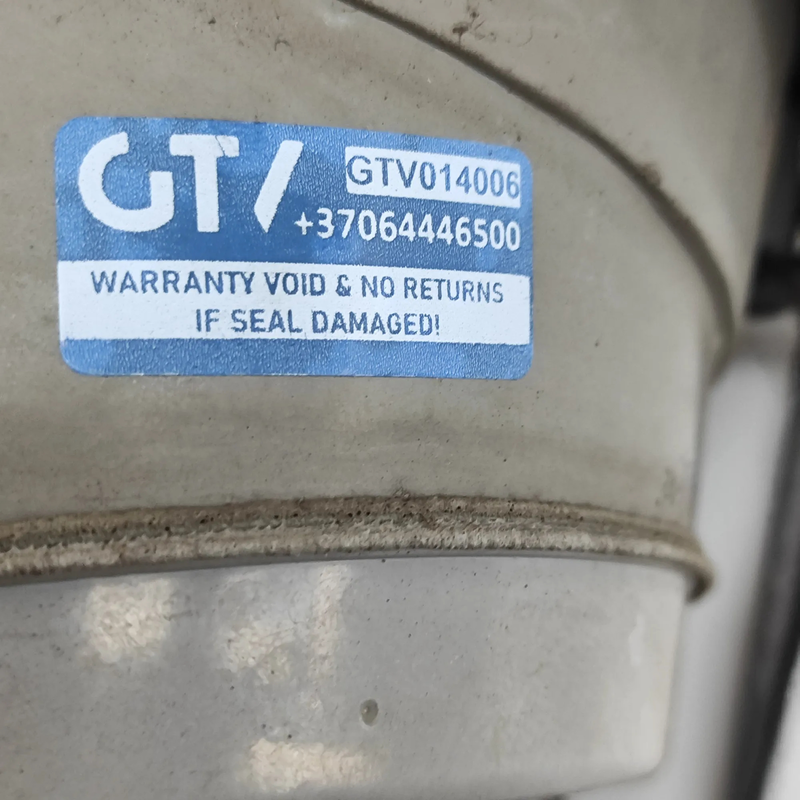 GTV
GTV014006
+37064446500
WARRANTY VOID & NO RETURNS
IF SEAL DAMAGED!